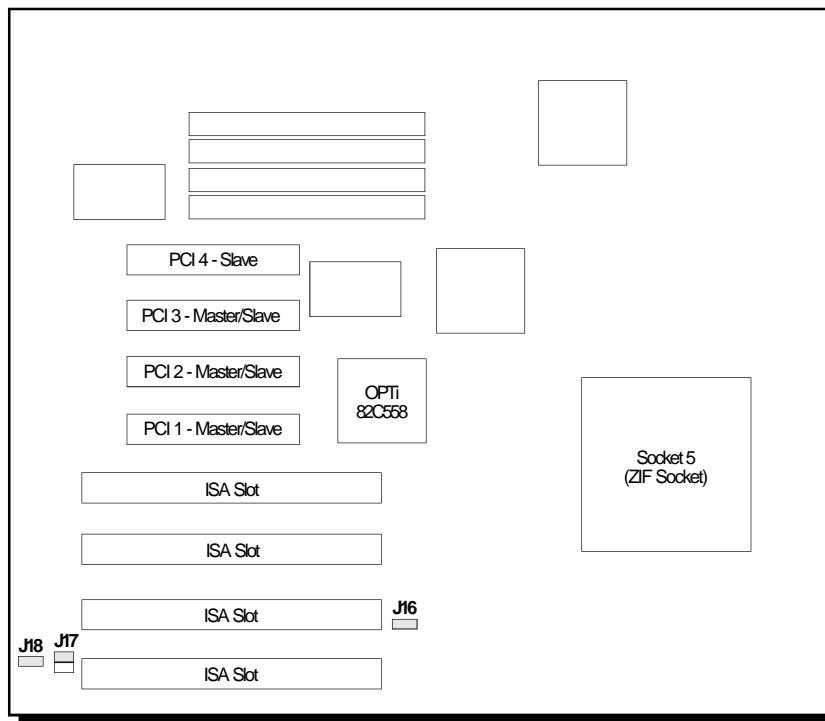 PCI 4 - Slave
PCI 3 - Master/Slave
PCI 2 - Master/Slave
OPTi
82C558
PCI 1 - Master/Slave
Socket 5
(ZIF Socket)
ISA Slot
ISA Slot
J16
ISA Slot
J18
J17
ISA Slot